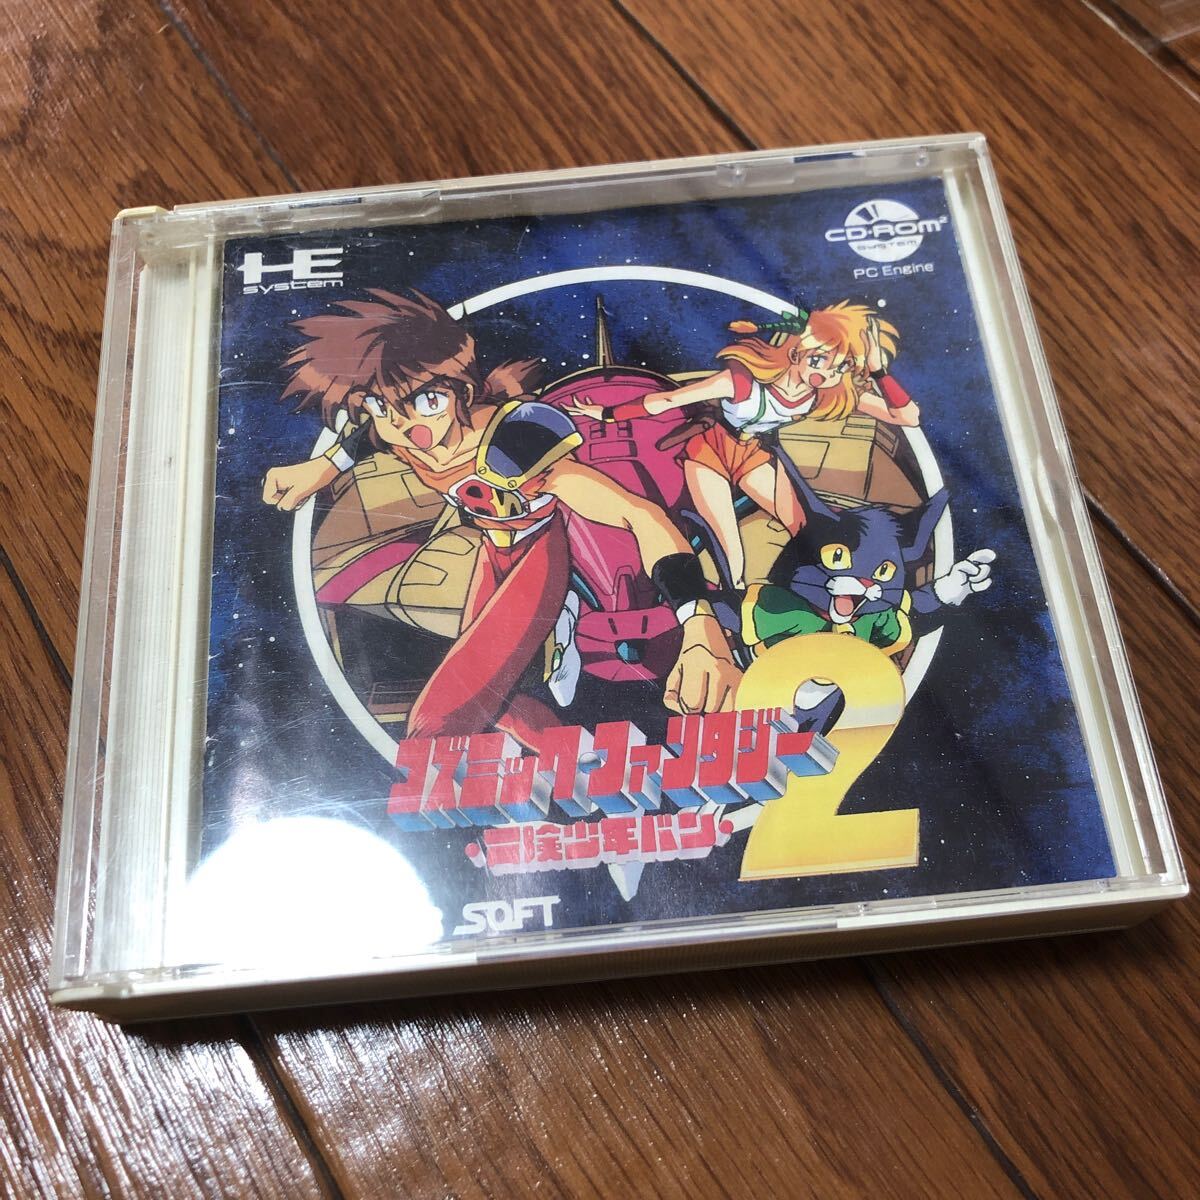 HE
system
CD-ROM²
SYSTEM
PC Engine
コズミック・ファンタジー2
・冒険少年バン・
SOFT